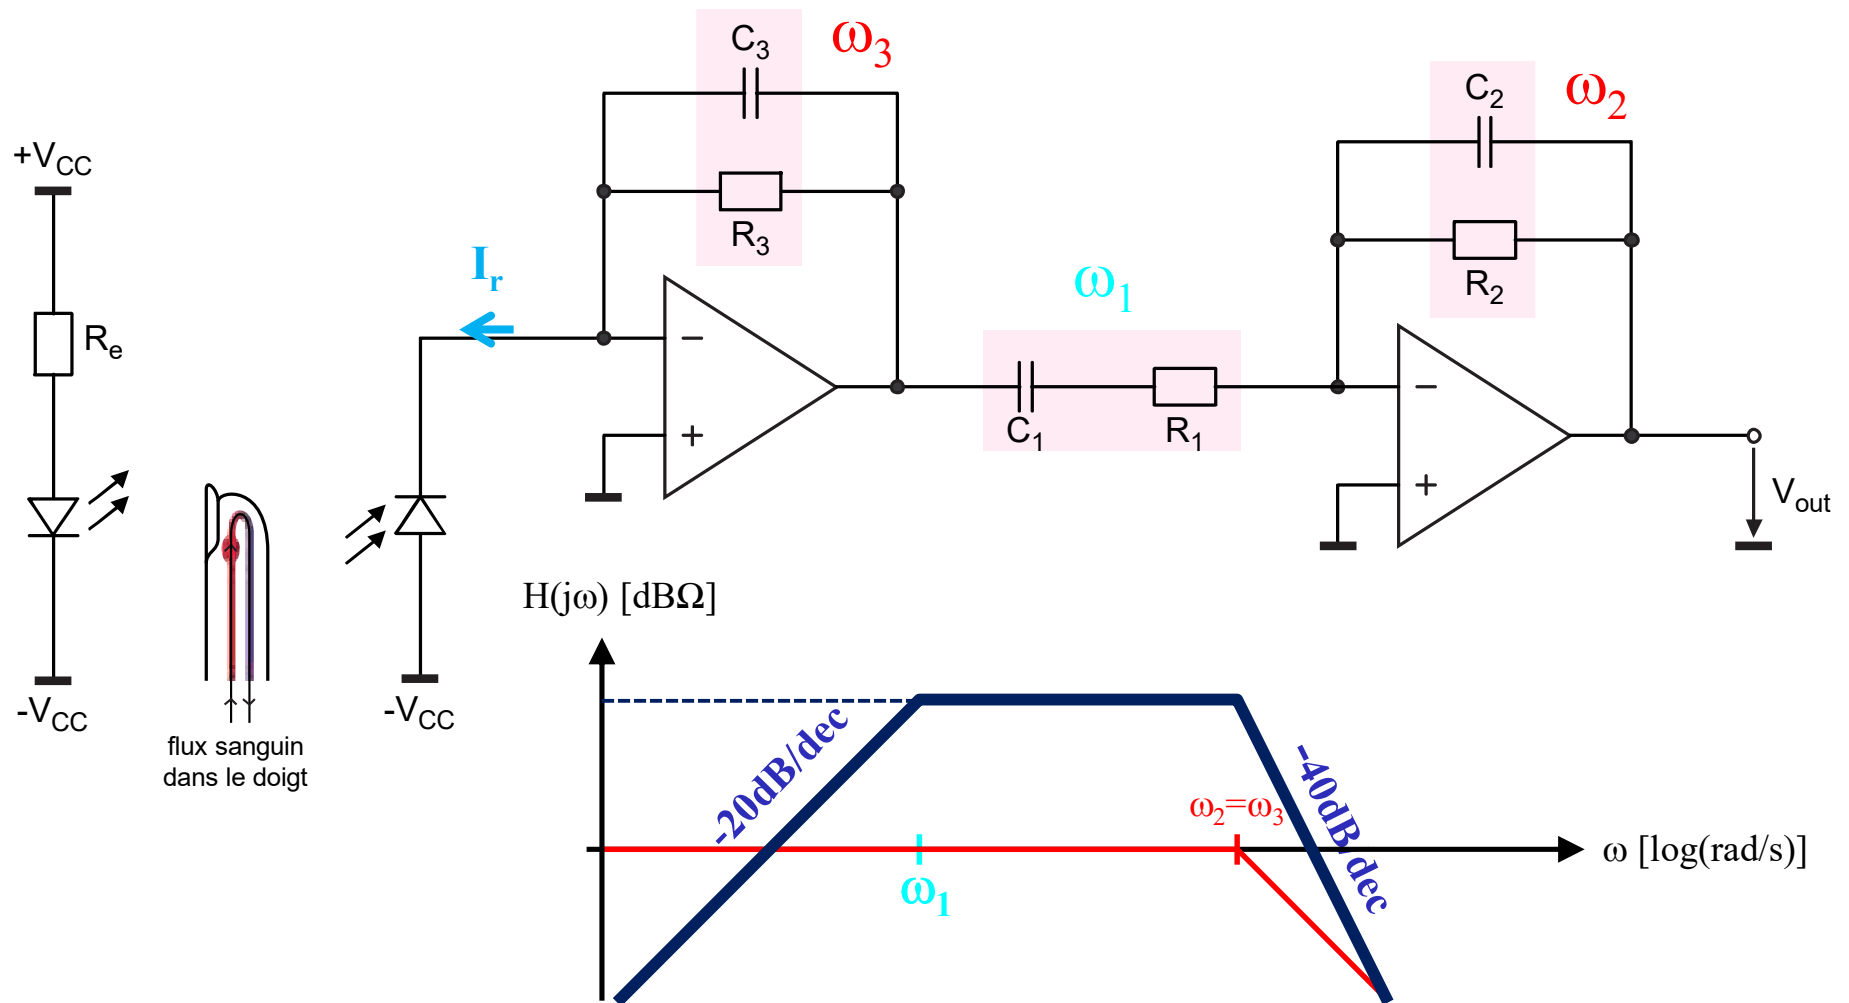 C3
ω3
C2
ω2
+VCC
R3
Ir
R2
ω1
Re
−
+
C1
R1
−
+
Vout
H(jω) [dBΩ]
-VCC
-VCC
flux sanguin
dans le doigt
-20dB/dec
-40dB/dec
ω2=ω3
ω [log(rad/s)]
ω1